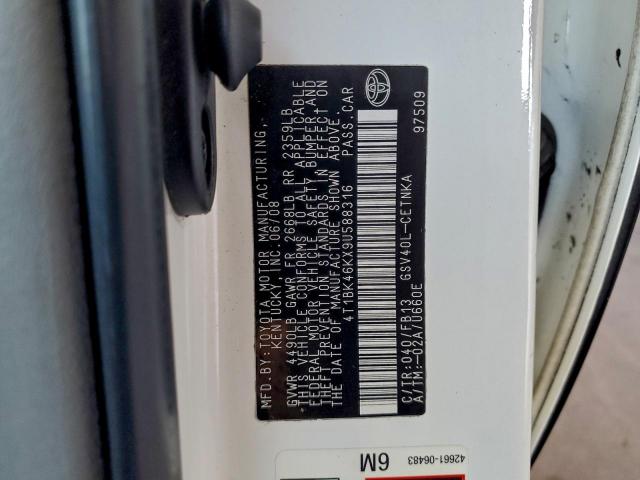 MFD.BY:TOYOTA MOTOR MANUFACTURING,
KENTUCKY,INC. 06/08
GVWR 4490LB GAWR FR 2668LB RR 2359LB
THIS VEHICLE CONFORMS TO ALL APPLICABLE
FEDERAL MOTOR VEHICLE SAFETY, BUMPER AND
THEFT PREVENTION STANDARDS IN EFFECT ON
THE DATE OF MANUFACTURE SHOWN ABOVE.
4T1BK46KX9U588316 PASS.CAR
C/TR:040/FB13 GSV40L-CETNKA
A/TM:-02A/U660E 97509
6M
42661-06483